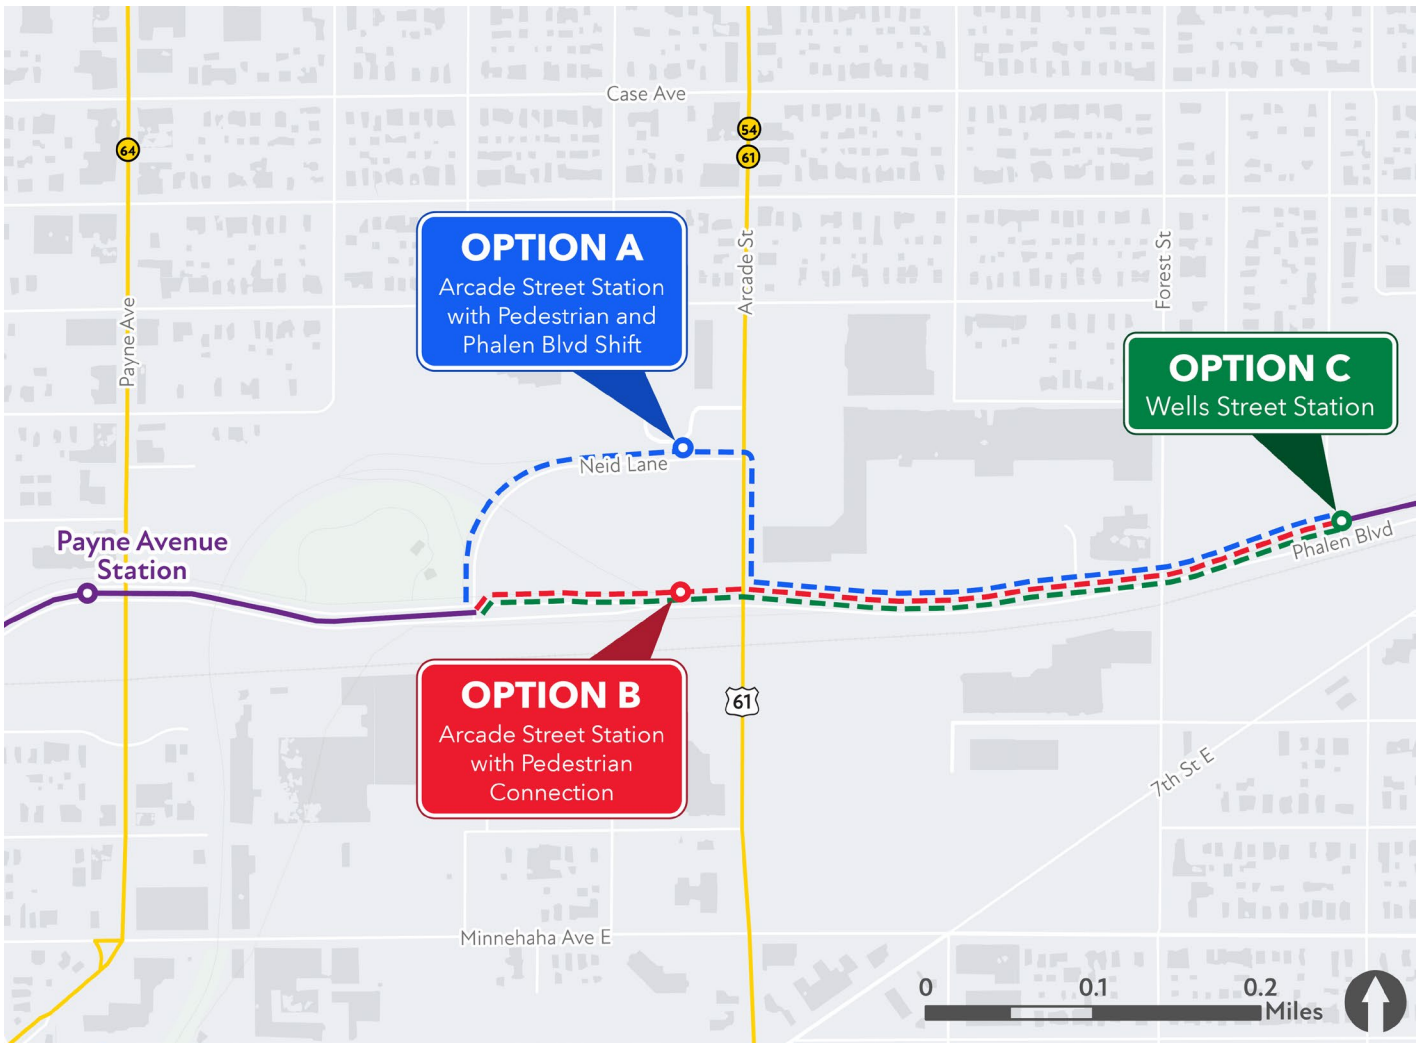 Case Ave
54
64
61
OPTION A
Arcade Street Station
with Pedestrian and
Phalen Blvd Shift
Arcade St
Forest St
Payne Ave
OPTION C
Wells Street Station
Neid Lane
Payne Avenue
Station
Phalen Blvd
OPTION B
Arcade Street Station
with Pedestrian
Connection
61
7th St E
Minnehaha Ave E
0 0.1 0.2
Miles